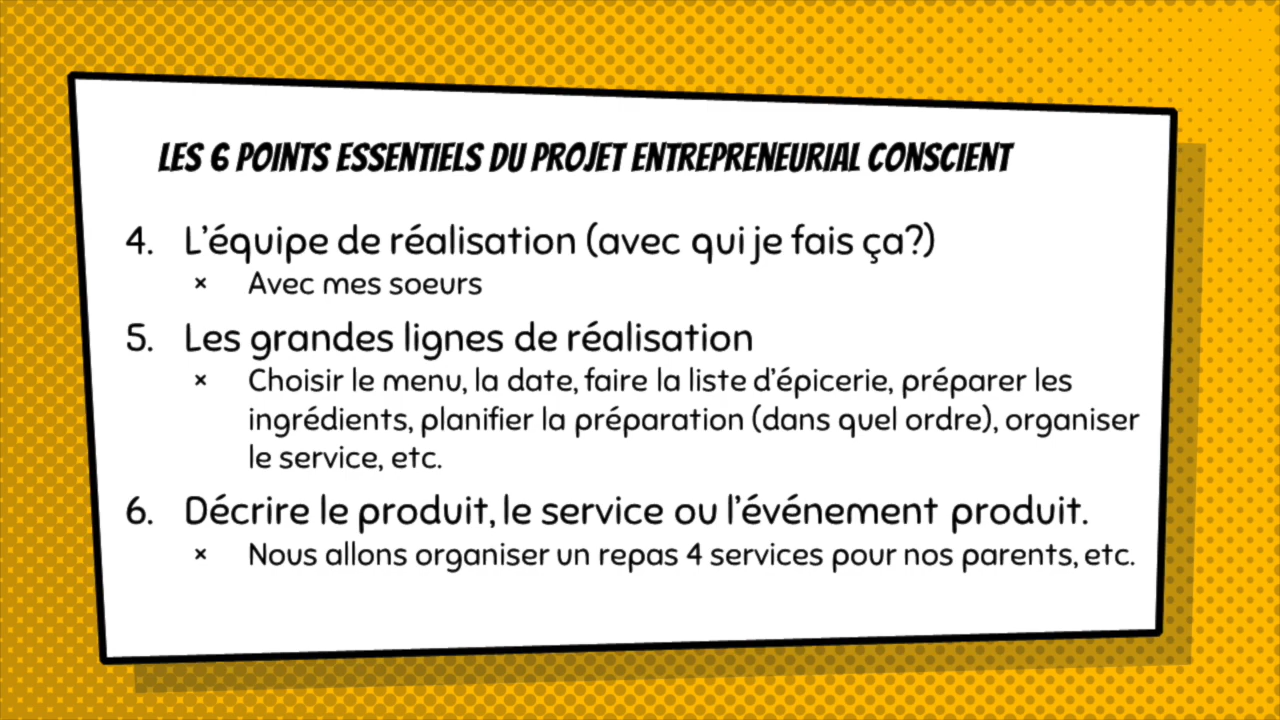 LES 6 POINTS ESSENTIELS DU PROJET ENTREPRENEURIAL CONSCIENT
4. L'équipe de réalisation (avec qui je fais ça?)
× Avec mes soeurs
5. Les grandes lignes de réalisation
× Choisir le menu, la date, faire la liste d'épicerie, préparer les
ingrédients, planifier la préparation (dans quel ordre), organiser
le service, etc.
6. Décrire le produit, le service ou l'événement produit.
× Nous allons organiser un repas 4 services pour nos parents, etc.